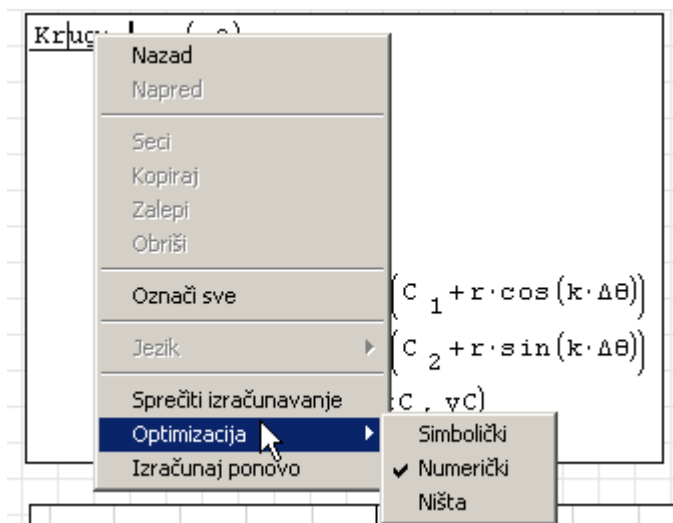 Nazad
Napred
Seci
Kopiraj
Zalepi
Obriši
Označi sve
(C 1 + r·cos(k·Δθ))
Jezik
(C 2 + r·sin(k·Δθ))
Sprečiti izračunavanje
C , yC)
Optimizacija
Simbolički
Izračunaj ponovo
✔ Numerički
Ništa